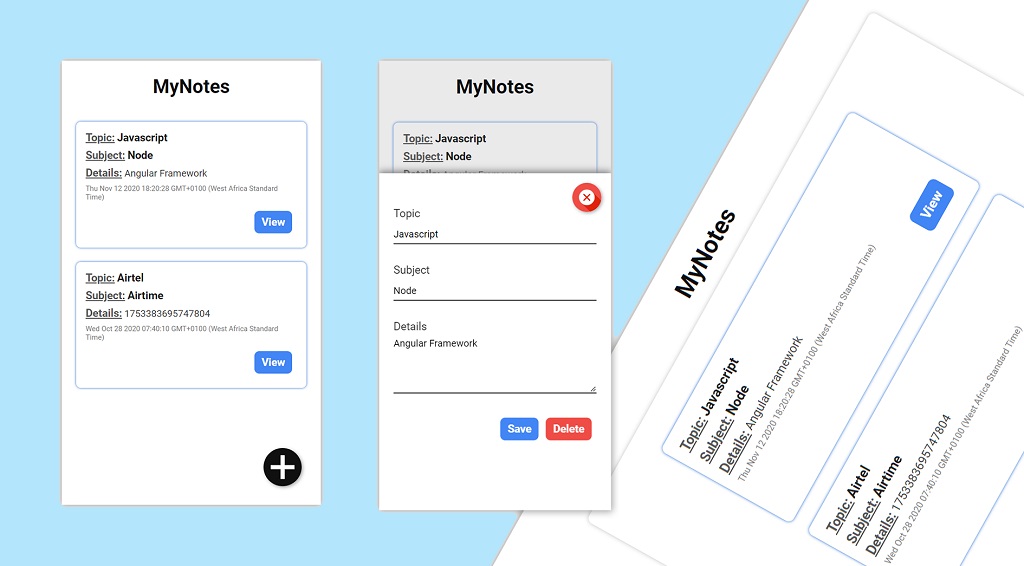 MyNotes
Topic: Javascript
Subject: Node
Details: Angular Framework
Thu Nov 12 2020 18:20:28 GMT+0100 (West Africa Standard
Time)
View
Topic: Airtel
Subject: Airtime
Details: 1753383695747804
Wed Oct 28 2020 07:40:10 GMT+0100 (West Africa Standard
Time)
View
MyNotes
Topic: Javascript
Subject: Node
Details: Angular Framework
Topic
Javascript
Subject
Node
Details
Angular Framework
Save
Delete
MyNotes
Topic: Javascript
Subject: Node
Details: Angular Framework
Thu Nov 12 2020 18:20:28 GMT+0100 (West Africa Standard Time)
View
Topic: Airtel
Subject: Airtime
Details: 1753383695747804
Wed Oct 28 2020 07:40:10 GMT+0100 (West Africa Standard Time)